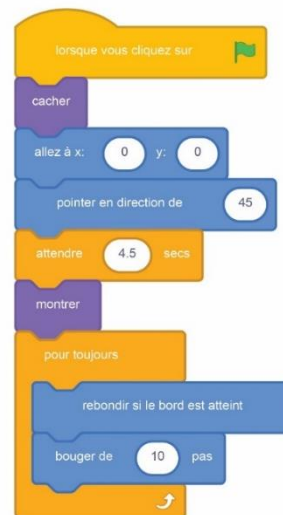 lorsque vous cliquez sur
cacher
allez à x: 0 y: 0
pointer en direction de 45
attendre 4.5 secs
montrer
pour toujours
rebondir si le bord est atteint
bouger de 10 pas